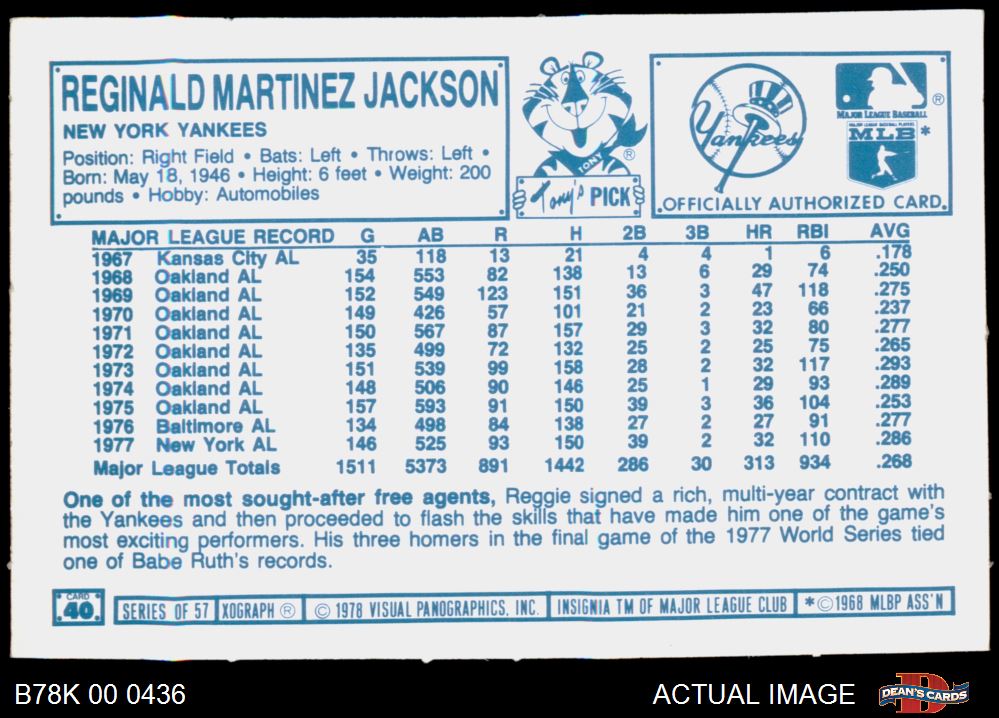 REGINALD MARTINEZ JACKSON
NEW YORK YANKEES
Position: Right Field • Bats: Left • Throws: Left •
Born: May 18, 1946 • Height: 6 feet • Weight: 200
pounds • Hobby: Automobiles
TONY
®
Tony's PICK
Yankees
®
MAJOR LEAGUE BASEBALL
MAJOR LEAGUE BASEBALL PLAYERS
MLB *
OFFICIALLY AUTHORIZED CARD
MAJOR LEAGUE RECORD G AB R H 2B 3B HR RBI AVG
1967 Kansas City AL 35 118 13 21 4 4 1 6 .178
1968 Oakland AL 154 553 82 138 13 6 29 74 .250
1969 Oakland AL 152 549 123 151 36 3 47 118 .275
1970 Oakland AL 149 426 57 101 21 2 23 66 .237
1971 Oakland AL 150 567 87 157 29 3 32 80 .277
1972 Oakland AL 135 499 72 132 25 2 25 75 .265
1973 Oakland AL 151 539 99 158 28 2 32 117 .293
1974 Oakland AL 148 506 90 146 25 1 29 93 .289
1975 Oakland AL 157 593 91 150 39 3 36 104 .253
1976 Baltimore AL 134 498 84 138 27 2 27 91 .277
1977 New York AL 146 525 93 150 39 2 32 110 .286
Major League Totals 1511 5373 891 1442 286 30 313 934 .268
One of the most sought-after free agents, Reggie signed a rich, multi-year contract with
the Yankees and then proceeded to flash the skills that have made him one of the game's
most exciting performers. His three homers in the final game of the 1977 World Series tied
one of Babe Ruth's records.
CARD
40
SERIES OF 57 XOGRAPH ® © 1978 VISUAL PANOGRAPHICS, INC. INSIGNIA TM OF MAJOR LEAGUE CLUB *©1968 MLBP ASS'N
B78K 00 0436
ACTUAL IMAGE
DEAN'S CARDS